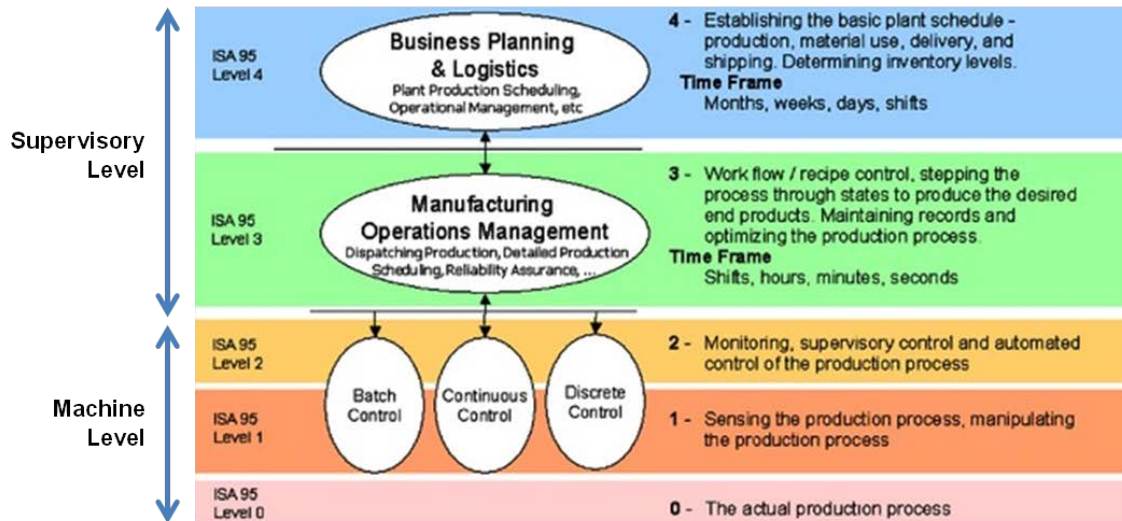 Supervisory
Level
Machine
Level
ISA 95
Level 4
Business Planning
& Logistics
Plant Production Scheduling,
Operational Management, etc
4 - Establishing the basic plant schedule -
production, material use, delivery, and
shipping. Determining inventory levels.
Time Frame
Months, weeks, days, shifts
ISA 95
Level 3
Manufacturing
Operations Management
Dispatching Production, Detailed Production
Scheduling, Reliability Assurance, ...
3 - Work flow / recipe control, stepping the
process through states to produce the desired
end products. Maintaining records and
optimizing the production process.
Time Frame
Shifts, hours, minutes, seconds
ISA 95
Level 2
2 - Monitoring, supervisory control and automated
control of the production process
Batch
Control
Continuous
Control
Discrete
Control
ISA 95
Level 1
1 - Sensing the production process, manipulating
the production process
ISA 95
Level 0
0 - The actual production process